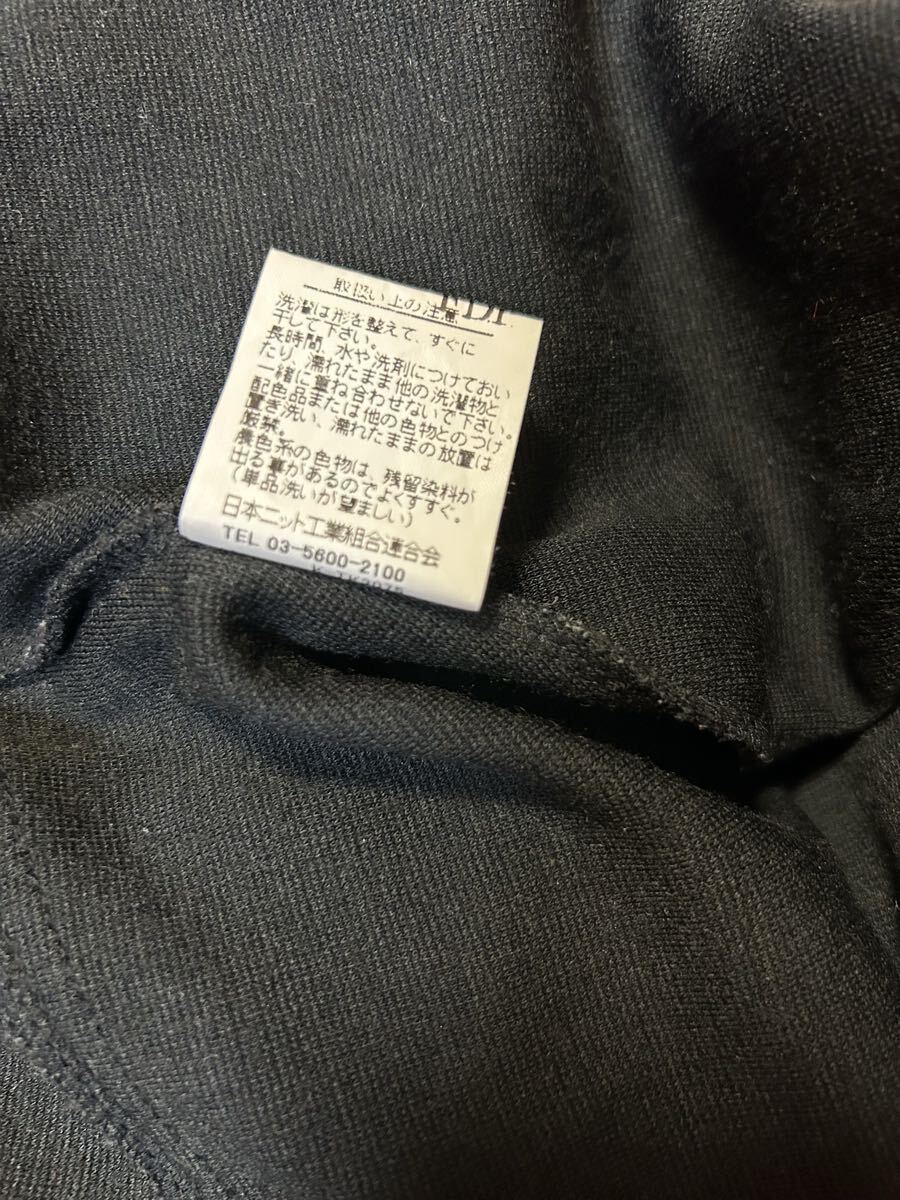 取扱い上の注意
洗濯は形を整えて、すぐに
干して下さい。
長時間、水や洗剤につけておい
たり、濡れたまま他の洗濯物と
一緒に重ね合わせないで下さい。
配色品または他の色物とのつけ
置き洗い、濡れたままの放置は
厳禁。
濃色系の色物は、残留染料が
出る事があるのでよくすすぐ。
(単品洗いが望ましい)
日本ニット工業組合連合会
TEL 03-5600-2100